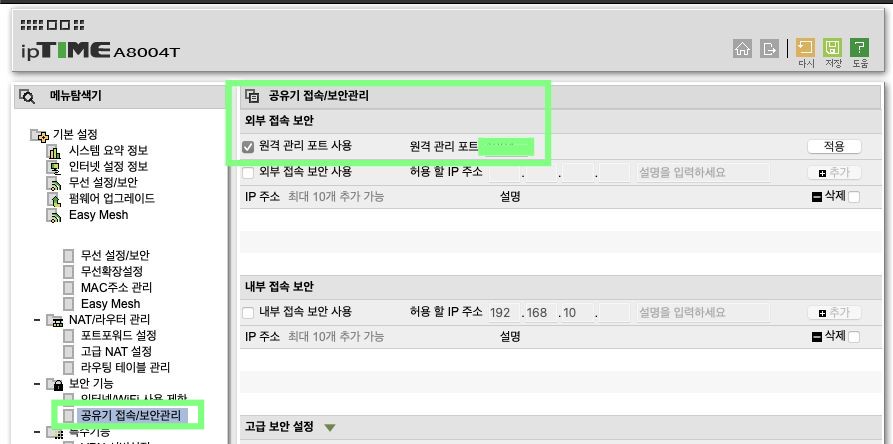 ipTIME A8004T
다시 저장 도움
메뉴탐색기
기본 설정
시스템 요약 정보
인터넷 설정 정보
무선 설정/보안
펌웨어 업그레이드
Easy Mesh
무선 설정/보안
무선확장설정
MAC주소 관리
Easy Mesh
NAT/라우터 관리
포트포워드 설정
고급 NAT 설정
라우팅 테이블 관리
보안 기능
인터넷/WiFi 사용 제한
공유기 접속/보안관리
특수기능
공유기 접속/보안관리
외부 접속 보안
원격 관리 포트 사용 원격 관리 포트 적용
외부 접속 보안 사용 허용 할 IP 주소 . . . 설명을 입력하세요 추가
IP 주소 최대 10개 추가 가능 설명 삭제
내부 접속 보안
내부 접속 보안 사용 허용 할 IP 주소 192 . 168 . 10 . 설명을 입력하세요 추가
IP 주소 최대 10개 추가 가능 설명 삭제
고급 보안 설정